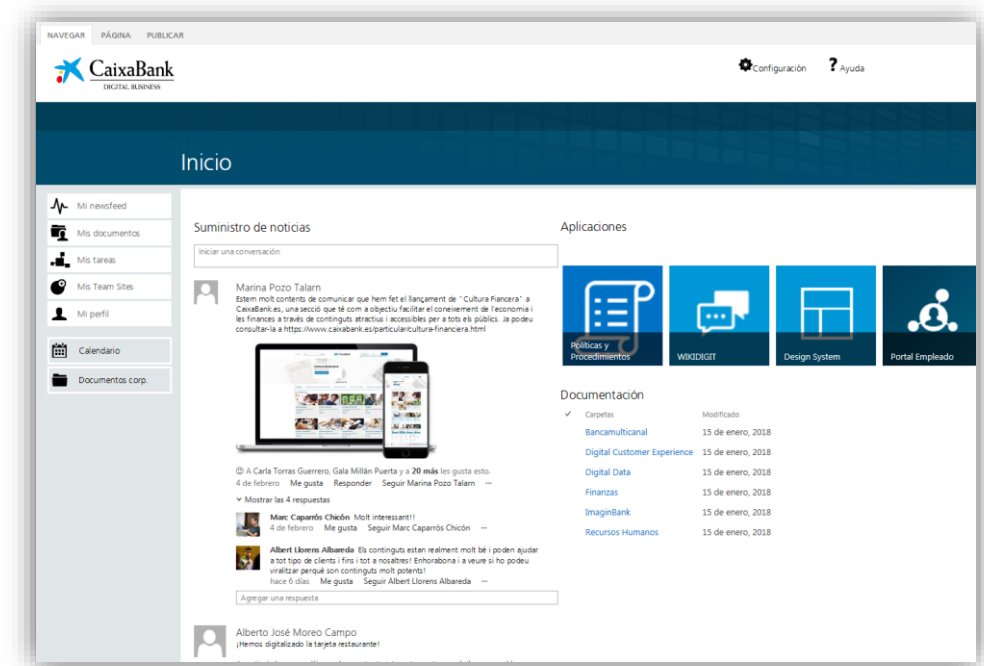 NAVEGAR PÁGINA PUBLICAR
CaixaBank
DIGITAL BUSINESS
Configuración ? Ayuda
Inicio
Mi newsfeed
Mis documentos
Mis tareas
Mis Team Sites
Mi perfil
Calendario
Documentos corp.
Suministro de noticias
Iniciar una conversación
Marina Pozo Talarn
Estem molt contents de comunicar que hem fet el llançament de "Cultura Fiancera" a
CaixaBank.es, una secció que té com a objectiu facilitar el coneixement de l'economia i
les finances a través de continguts atractius i accessibles per a tots els públics. Ja podeu
consultar-la a https://www.caixabank.es/particular/cultura-financiera.html
A Carla Torras Guerrero, Gala Millán Puerta y a 20 más les gusta esto.
4 de febrero Me gusta Responder Seguir Marina Pozo Talarn ···
Mostrar las 4 respuestas
Marc Caparrós Chicón Molt interessant!!
4 de febrero Me gusta Seguir Marc Caparrós Chicón ···
Albert Llorens Albareda Els continguts estan realment molt bé i poden ajudar
a tot tipo de clients i fins i tot a nosaltres! Enhorabona i a veure si ho podeu
viralitzar perquè son continguts molt potents!
hace 6 días Me gusta Seguir Albert Llorens Albareda ···
Agregar una respuesta
Alberto José Moreo Campo
¡Hemos digitalizado la tarjeta restaurante!
Aplicaciones
Políticas y
Procedimientos
WIKIDIGIT
Design System
Portal Empleado
Documentación
Carpetas Modificado
Bancamulticanal 15 de enero, 2018
Digital Customer Experience 15 de enero, 2018
Digital Data 15 de enero, 2018
Finanzas 15 de enero, 2018
ImaginBank 15 de enero, 2018
Recursos Humanos 15 de enero, 2018